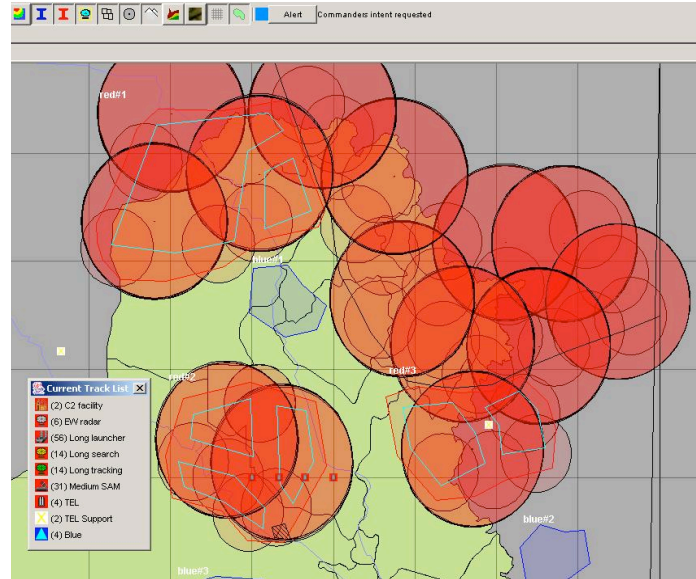 Alert Commanders intent requested
red#1
blue#1
red#2
red#3
Current Track List
(2) C2 facility
(6) EW radar
(56) Long launcher
(14) Long search
(14) Long tracking
(31) Medium SAM
(4) TEL
(2) TEL Support
(4) Blue
blue#2
blue#3